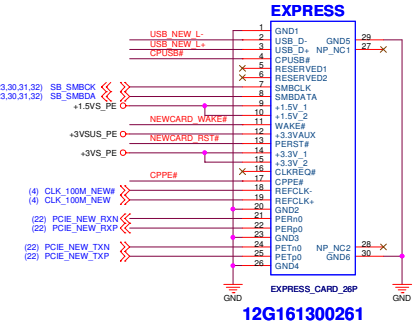 EXPRESS
1 GND1
USB_NEW_L- 2 USB_D- GND5 29
USB_NEW_L+ 3 USB_D+ NP_NC1 27
CPUSB# 4 CPUSB#
5 RESERVED1
6 RESERVED2
3,30,31,32) SB_SMBCK 7 SMBCLK
3,30,31,32) SB_SMBDA 8 SMBDATA
+1.5VS_PE 9 +1.5V_1
10 +1.5V_2
NEWCARD_WAKE# 11 WAKE#
+3VSUS_PE 12 +3.3VAUX
NEWCARD_RST# 13 PERST#
+3VS_PE 14 +3.3V_1
15 +3.3V_2
16 CLKREQ#
CPPE# 17 CPPE#
(4) CLK_100M_NEW# 18 REFCLK-
(4) CLK_100M_NEW 19 REFCLK+
20 GND2
(22) PCIE_NEW_RXN 21 PERn0
(22) PCIE_NEW_RXP 22 PERp0
23 GND3
(22) PCIE_NEW_TXN 24 PETn0 NP_NC2 28
(22) PCIE_NEW_TXP 25 PETp0 GND6 30
26 GND4
EXPRESS_CARD_26P
GND GND
12G161300261